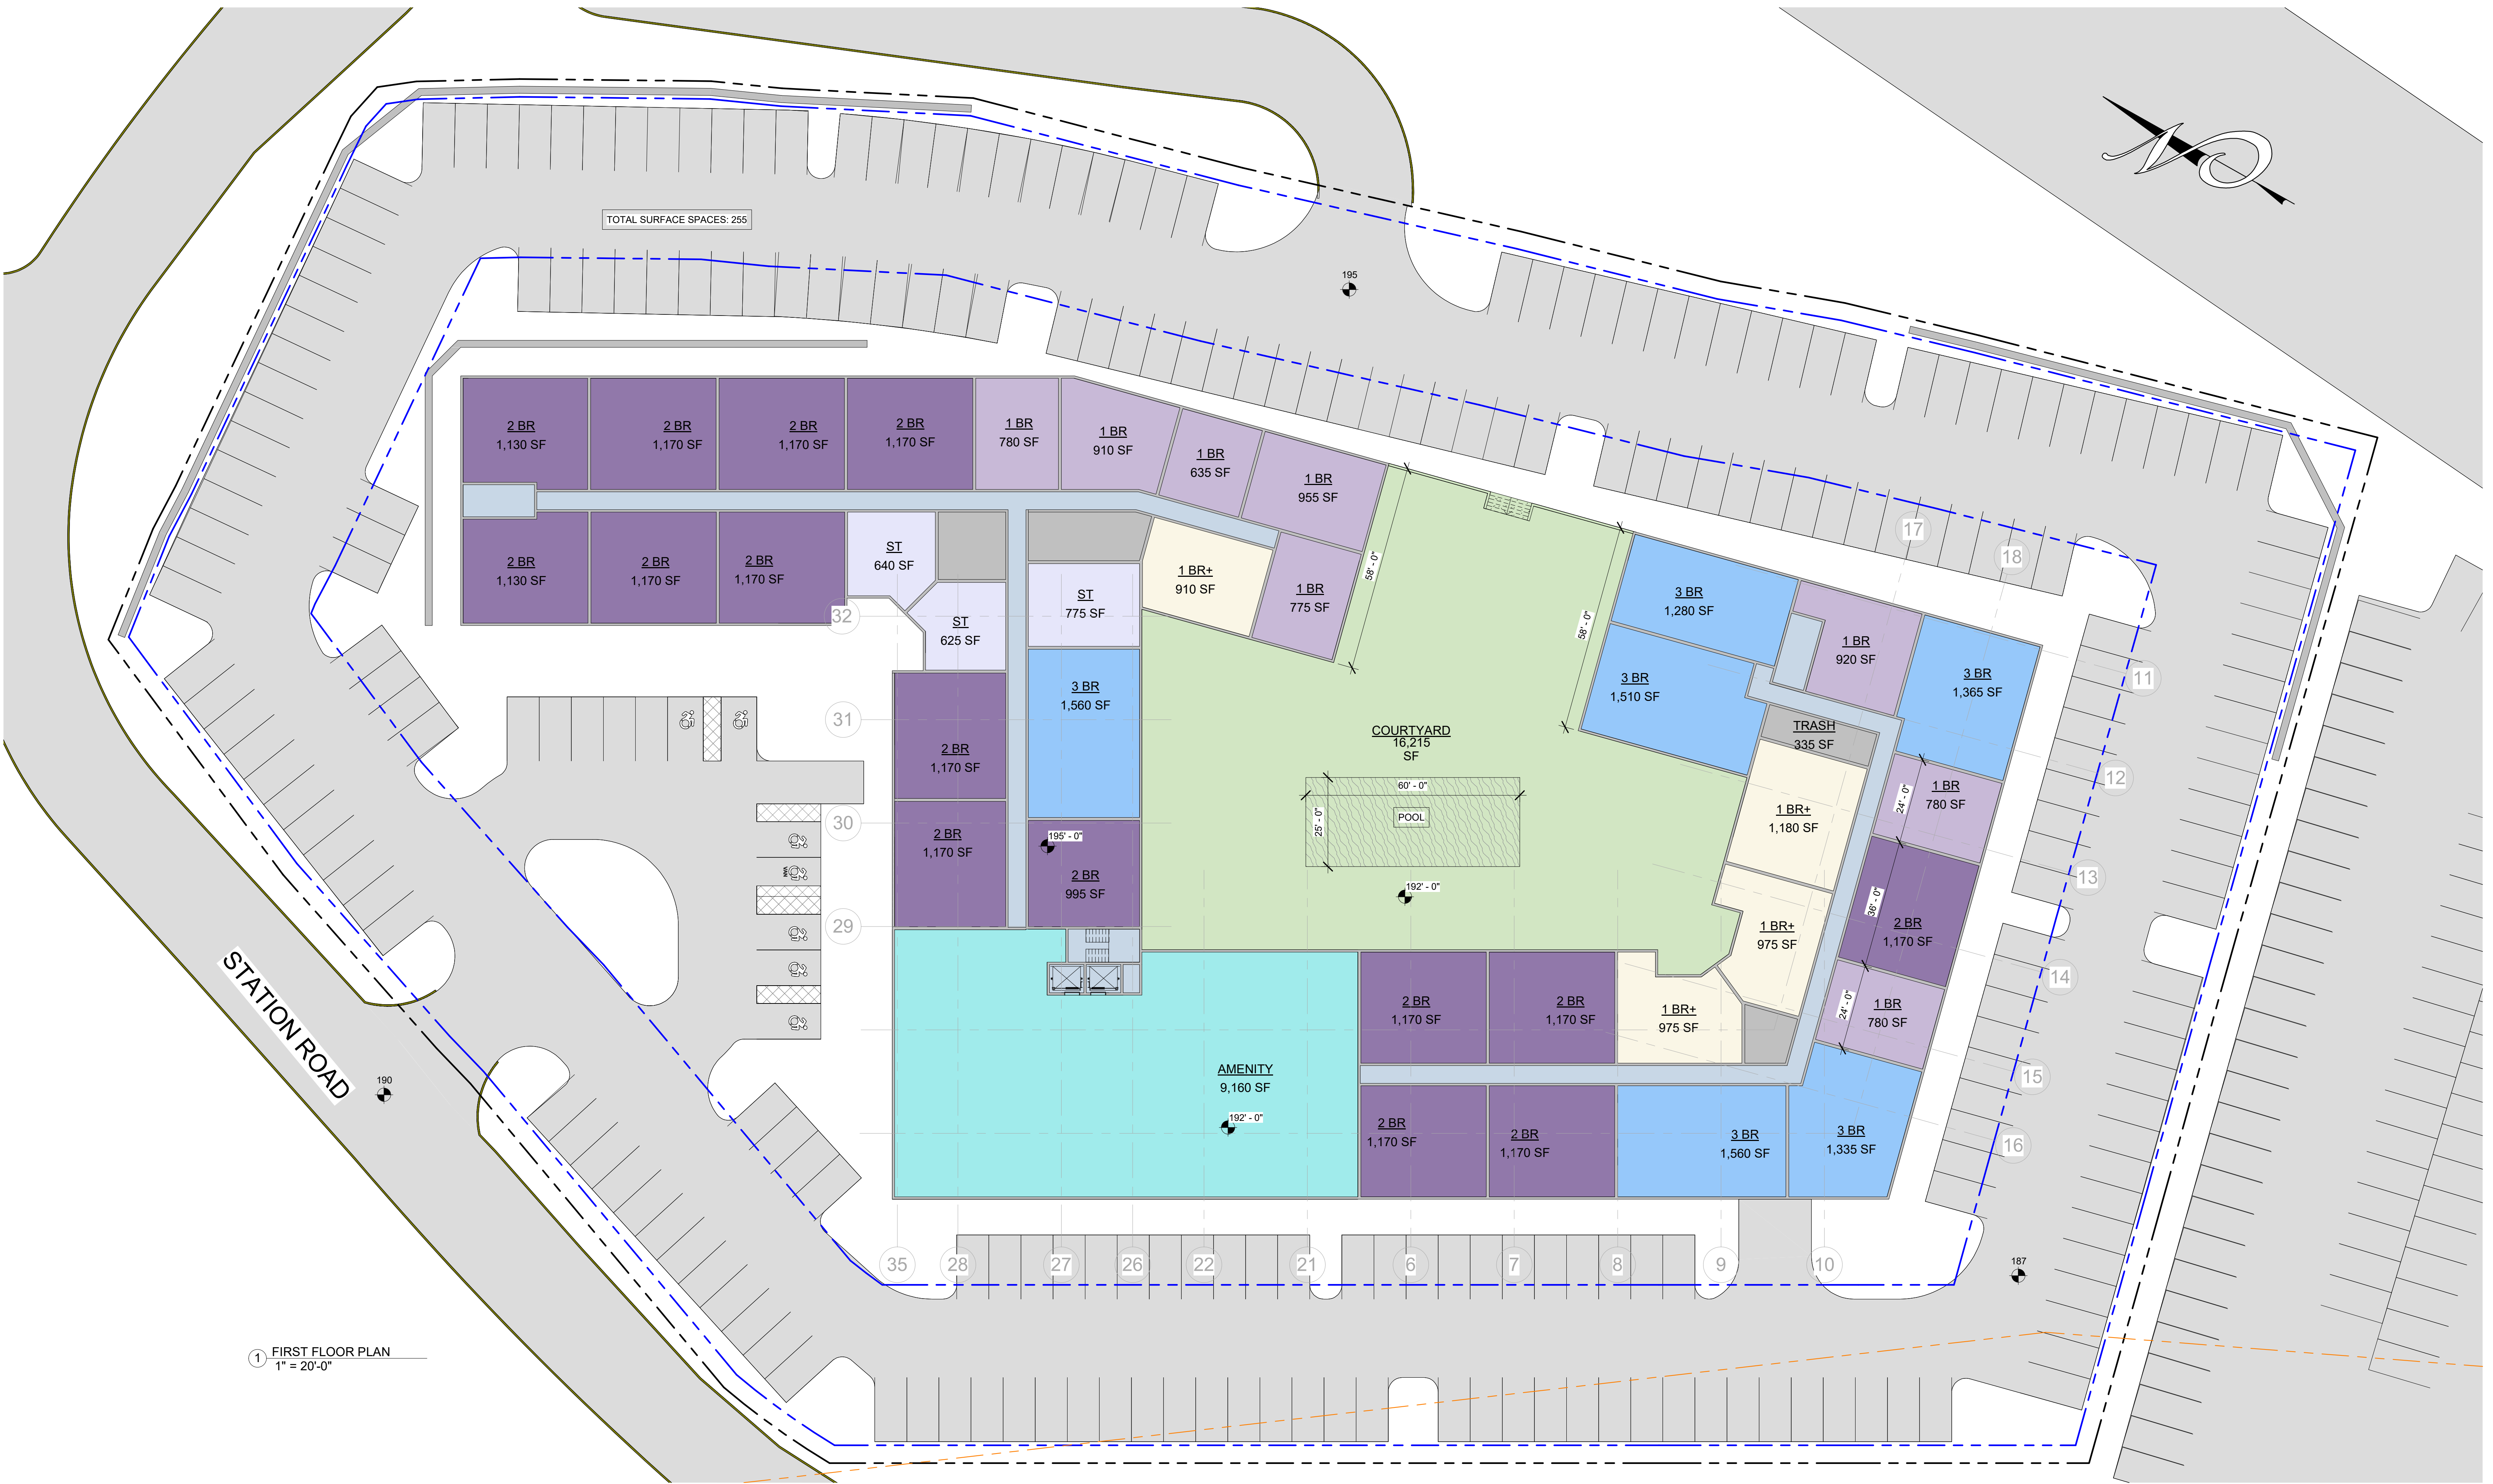 TOTAL SURFACE SPACES: 255
195
N
2 BR
1,130 SF
2 BR
1,170 SF
2 BR
1,170 SF
2 BR
1,170 SF
1 BR
780 SF
1 BR
910 SF
1 BR
635 SF
1 BR
955 SF
2 BR
1,130 SF
2 BR
1,170 SF
2 BR
1,170 SF
ST
640 SF
ST
625 SF
ST
775 SF
1 BR+
910 SF
1 BR
775 SF
58' - 0"
58' - 0"
3 BR
1,280 SF
3 BR
1,510 SF
1 BR
920 SF
3 BR
1,365 SF
17
18
11
12
13
14
15
16
32
31
30
29
2 BR
1,170 SF
3 BR
1,560 SF
2 BR
1,170 SF
195' - 0"
2 BR
995 SF
COURTYARD
16,215
SF
60' - 0"
25' - 0"
POOL
192' - 0"
TRASH
335 SF
1 BR+
1,180 SF
1 BR+
975 SF
1 BR
780 SF
24' - 0"
2 BR
1,170 SF
36' - 0"
1 BR
780 SF
24' - 0"
AMENITY
9,160 SF
192' - 0"
2 BR
1,170 SF
2 BR
1,170 SF
1 BR+
975 SF
2 BR
1,170 SF
2 BR
1,170 SF
3 BR
1,560 SF
3 BR
1,335 SF
STATION ROAD
190
187
35
28
27
26
22
21
6
7
8
9
10
1
FIRST FLOOR PLAN
1" = 20'-0"